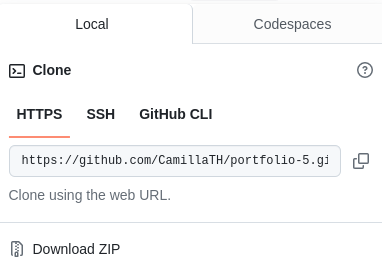 Local Codespaces
Clone
HTTPS SSH GitHub CLI
https://github.com/CamillaTH/portfolio-5.gi
Clone using the web URL.
Download ZIP